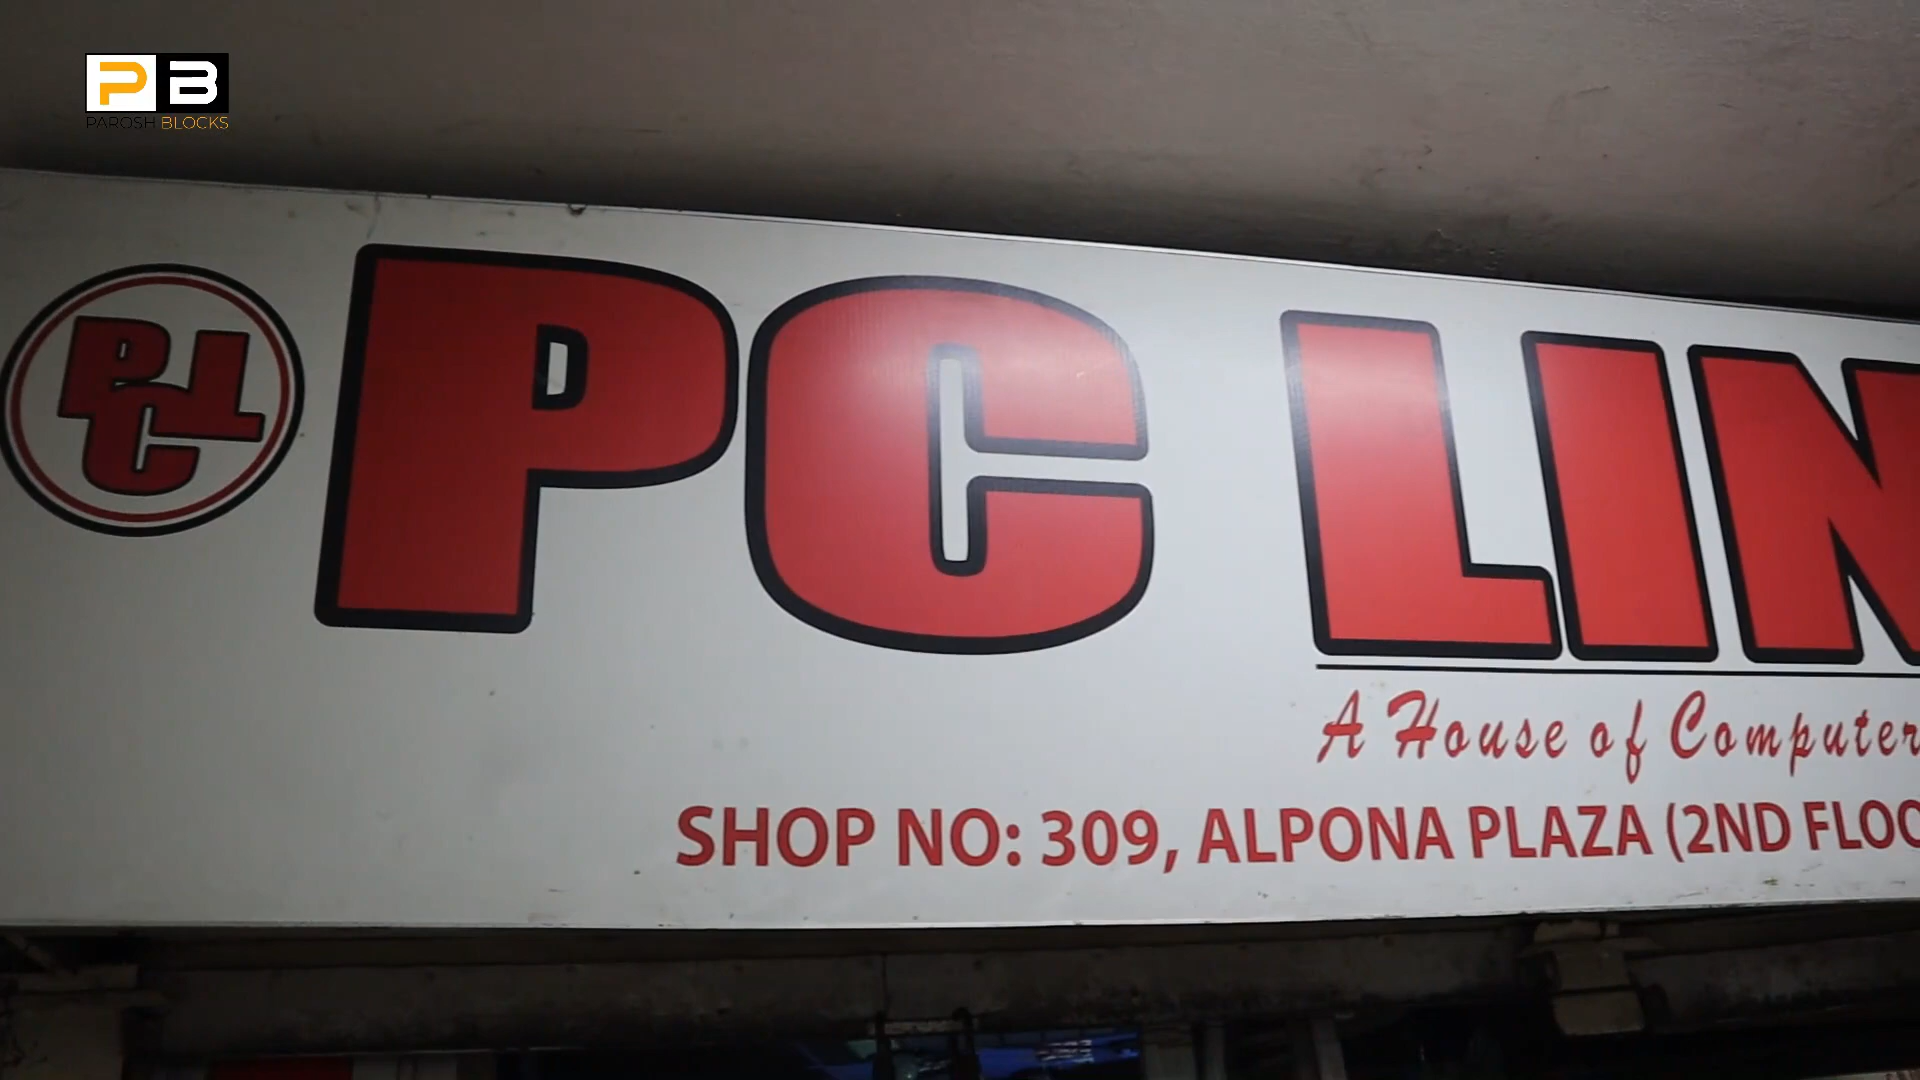 PB
PAROSH BLOCKS
PCL
PC LIN
A House of Computer
SHOP NO: 309, ALPONA PLAZA (2ND FLOO